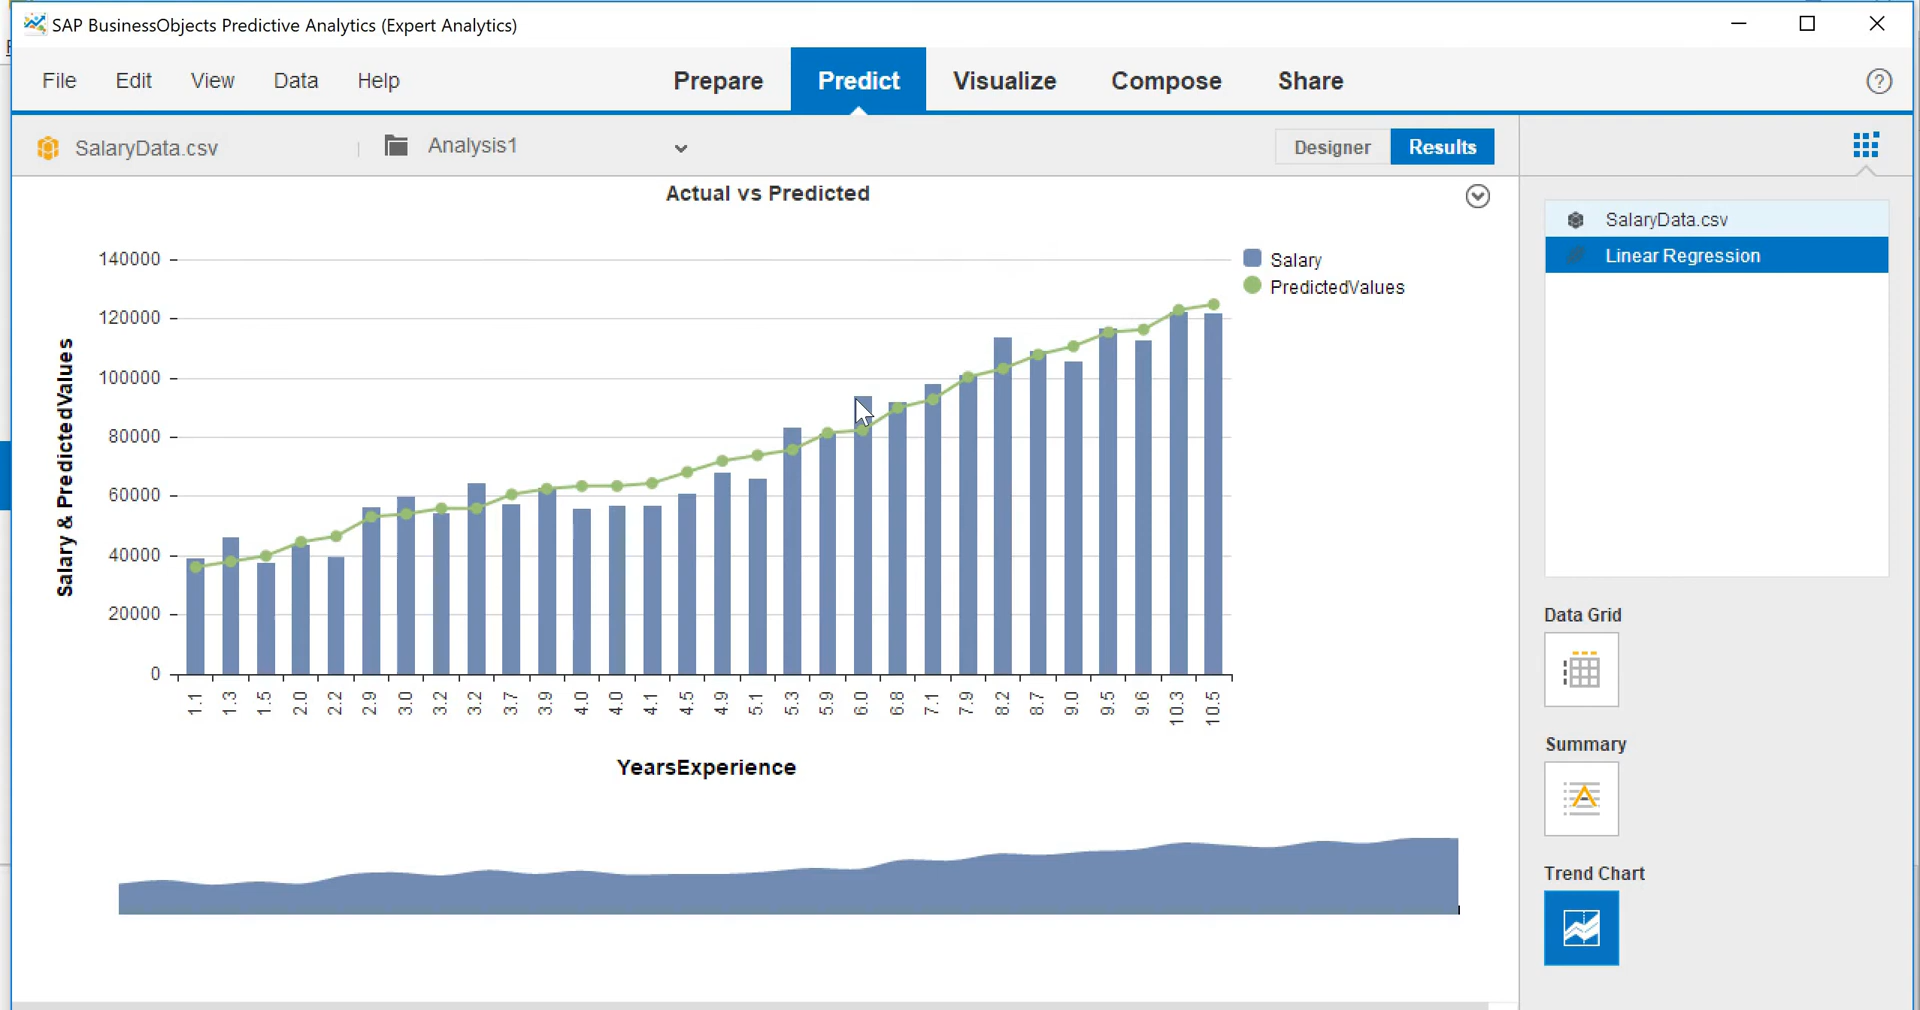 SAP BusinessObjects Predictive Analytics (Expert Analytics)
File Edit View Data Help Prepare Predict Visualize Compose Share ?
SalaryData.csv Analysis1 Designer Results
Actual vs Predicted
SalaryData.csv
Linear Regression
Salary
PredictedValues
Salary & PredictedValues
140000
120000
100000
80000
60000
40000
20000
0
1.1 1.3 1.5 2.0 2.2 2.9 3.0 3.2 3.2 3.7 3.9 4.0 4.0 4.1 4.5 4.9 5.1 5.3 5.9 6.0 6.8 7.1 7.9 8.2 8.7 9.0 9.5 9.6 10.3 10.5
YearsExperience
Data Grid
Summary
Trend Chart